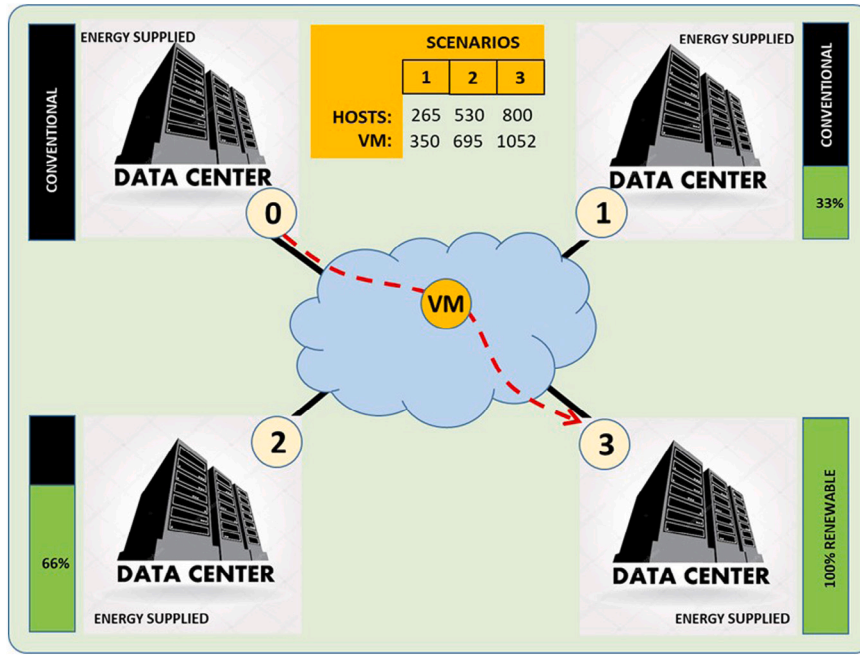 ENERGY SUPPLIED
CONVENTIONAL
DATA CENTER
0
SCENARIOS
1 2 3
HOSTS: 265 530 800
VM: 350 695 1052
ENERGY SUPPLIED
CONVENTIONAL
33%
DATA CENTER
1
VM
2
66%
DATA CENTER
ENERGY SUPPLIED
3
100% RENEWABLE
DATA CENTER
ENERGY SUPPLIED